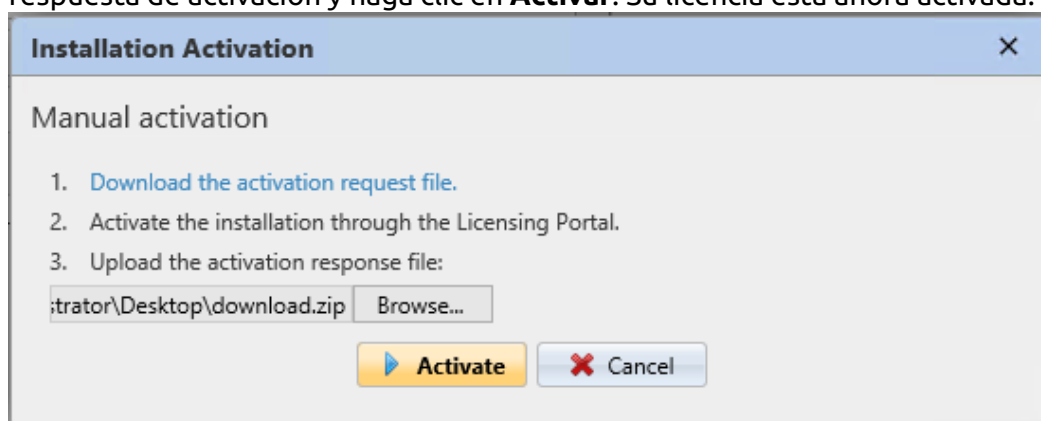 respuesta de activación y haga clic en Activar. Su licencia está ahora activada.
Installation Activation
Manual activation
1. Download the activation request file.
2. Activate the installation through the Licensing Portal.
3. Upload the activation response file:
strator\Desktop\download.zip Browse...
Activate Cancel